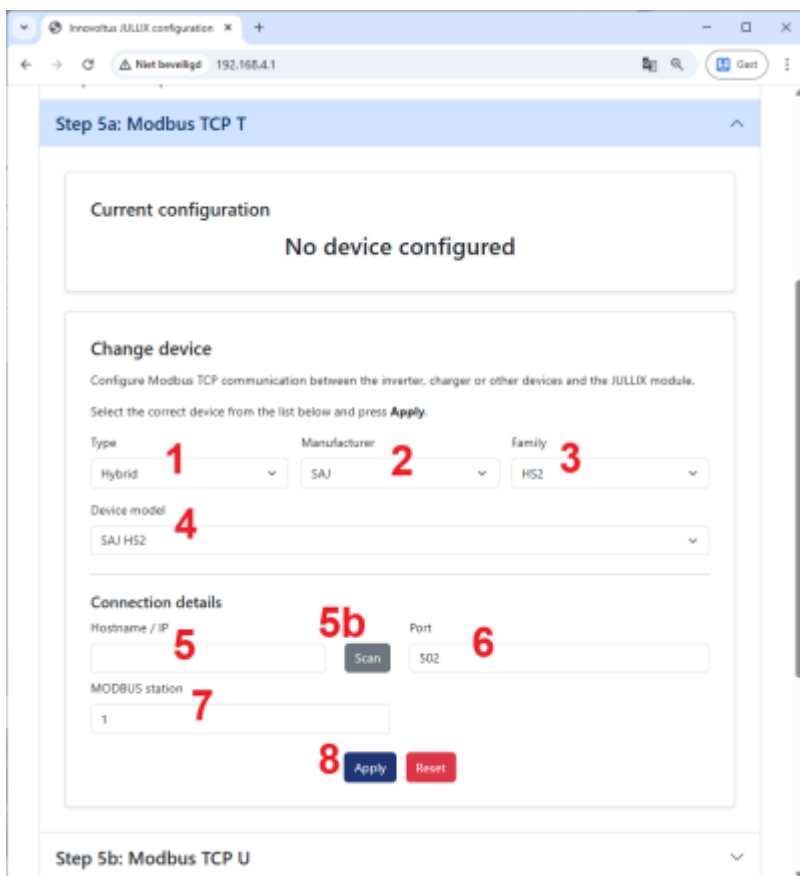 Innovoltus JULLIX configuration
Niet beveiligd 192.168.4.1 Gast
Step 5a: Modbus TCP T
Current configuration
No device configured
Change device
Configure Modbus TCP communication between the inverter, charger or other devices and the JULLIX module.
Select the correct device from the list below and press Apply.
Type 1 Manufacturer 2 Family 3
Hybrid SAJ HS2
Device model 4
SAJ HS2
Connection details
Hostname / IP 5 5b Port 6
Scan 502
MODBUS station 7
1
8 Apply Reset
Step 5b: Modbus TCP U